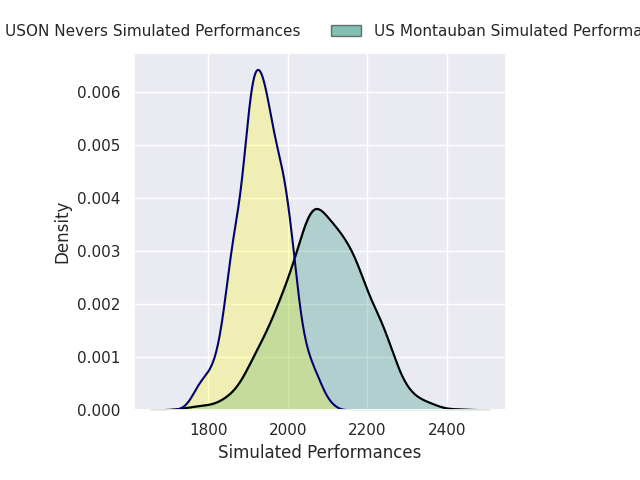 USON Nevers Simulated Performances
US Montauban Simulated Performa
0.006
0.005
0.004
0.003
0.002
0.001
0.000
Density
1800 2000 2200 2400
Simulated Performances